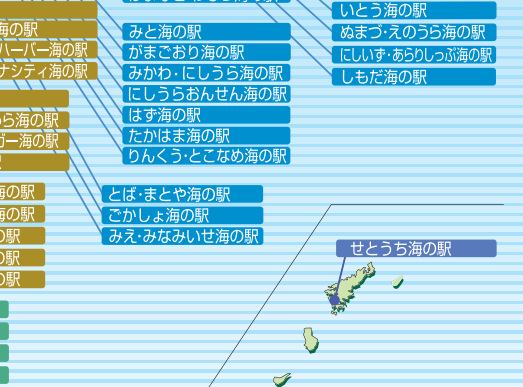 いとう海の駅
ぬまづ・えのうら海の駅
にしいず・あらりしっぷ海の駅
しもだ海の駅
みと海の駅
がまごおり海の駅
みかわ・にしうら海の駅
にしうらおんせん海の駅
はず海の駅
たかはま海の駅
りんくう・とこなめ海の駅
海の駅
ハーバー海の駅
ナシティ海の駅
ら海の駅
ガー海の駅
駅
とば・まとや海の駅
ごかしょ海の駅
みえ・みなみいせ海の駅
海の駅
海の駅
の駅
の駅
の駅
せとうち海の駅